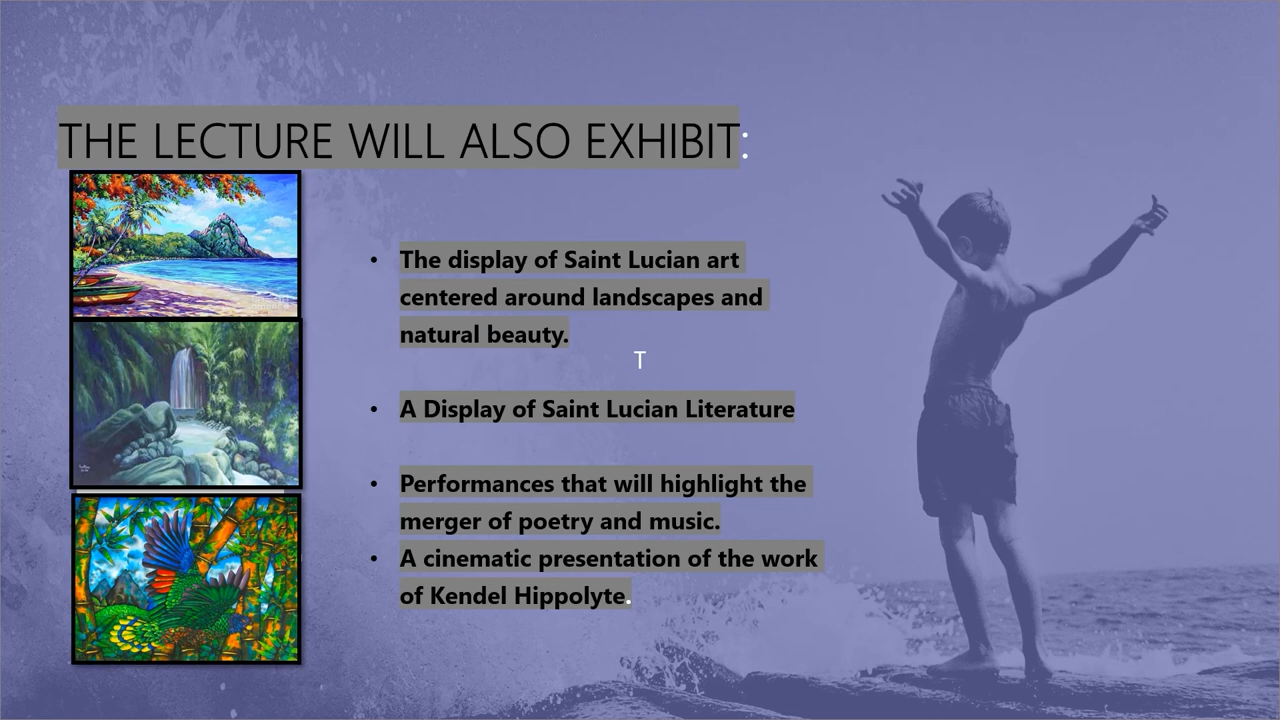 THE LECTURE WILL ALSO EXHIBIT:
• The display of Saint Lucian art
centered around landscapes and
natural beauty.
T
• A Display of Saint Lucian Literature
• Performances that will highlight the
merger of poetry and music.
• A cinematic presentation of the work
of Kendel Hippolyte.